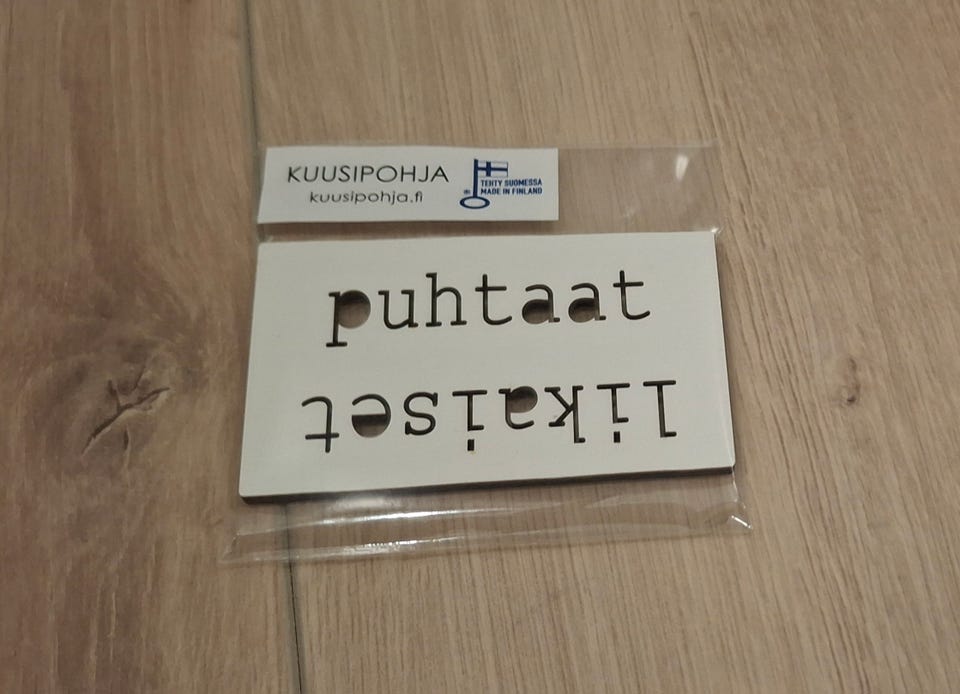 KUUSIPOHJA
kuusipohja.fi
TEHTY SUOMESSA
MADE IN FINLAND
puhtaat
likaiset